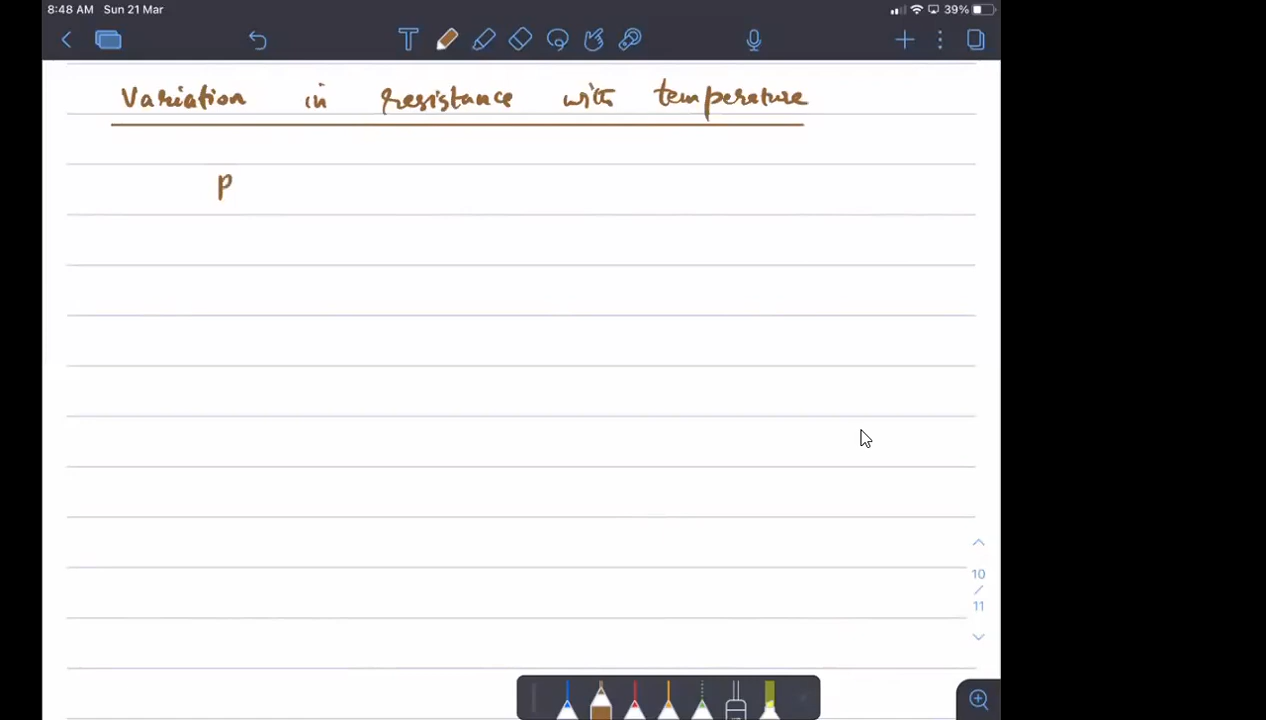 8:48 AM Sun 21 Mar 39%
T
Variation in resistance with temperature
ρ
10
/
11